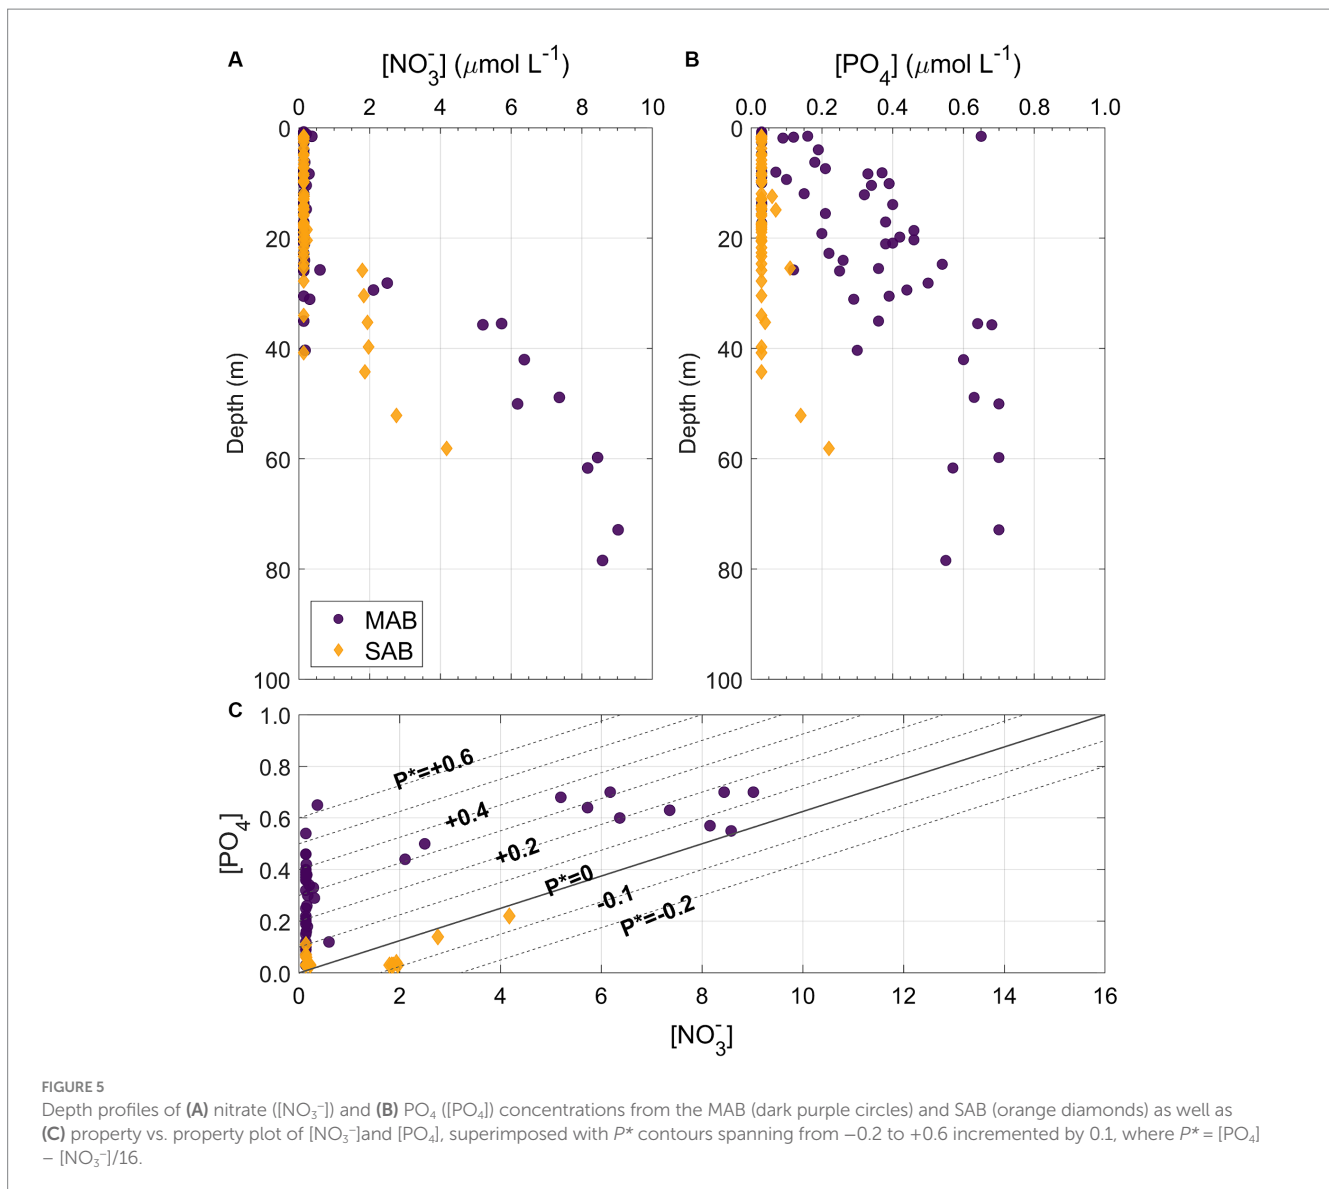 A
[NO₃⁻] (μmol L⁻¹)
0 2 4 6 8 10
0
20
40
60
80
100
Depth (m)
MAB
SAB
B
[PO₄] (μmol L⁻¹)
0.0 0.2 0.4 0.6 0.8 1.0
0
20
40
60
80
100
Depth (m)
C
1.0
0.8
0.6
0.4
0.2
0.0
[PO₄]
P*=+0.6
+0.4
+0.2
P*=0
-0.1
P*=-0.2
0 2 4 6 8 10 12 14 16
[NO₃⁻]
FIGURE 5
Depth profiles of (A) nitrate ([NO₃⁻]) and (B) PO₄ ([PO₄]) concentrations from the MAB (dark purple circles) and SAB (orange diamonds) as well as
(C) property vs. property plot of [NO₃⁻]and [PO₄], superimposed with P* contours spanning from −0.2 to +0.6 incremented by 0.1, where P* = [PO₄]
− [NO₃⁻]/16.